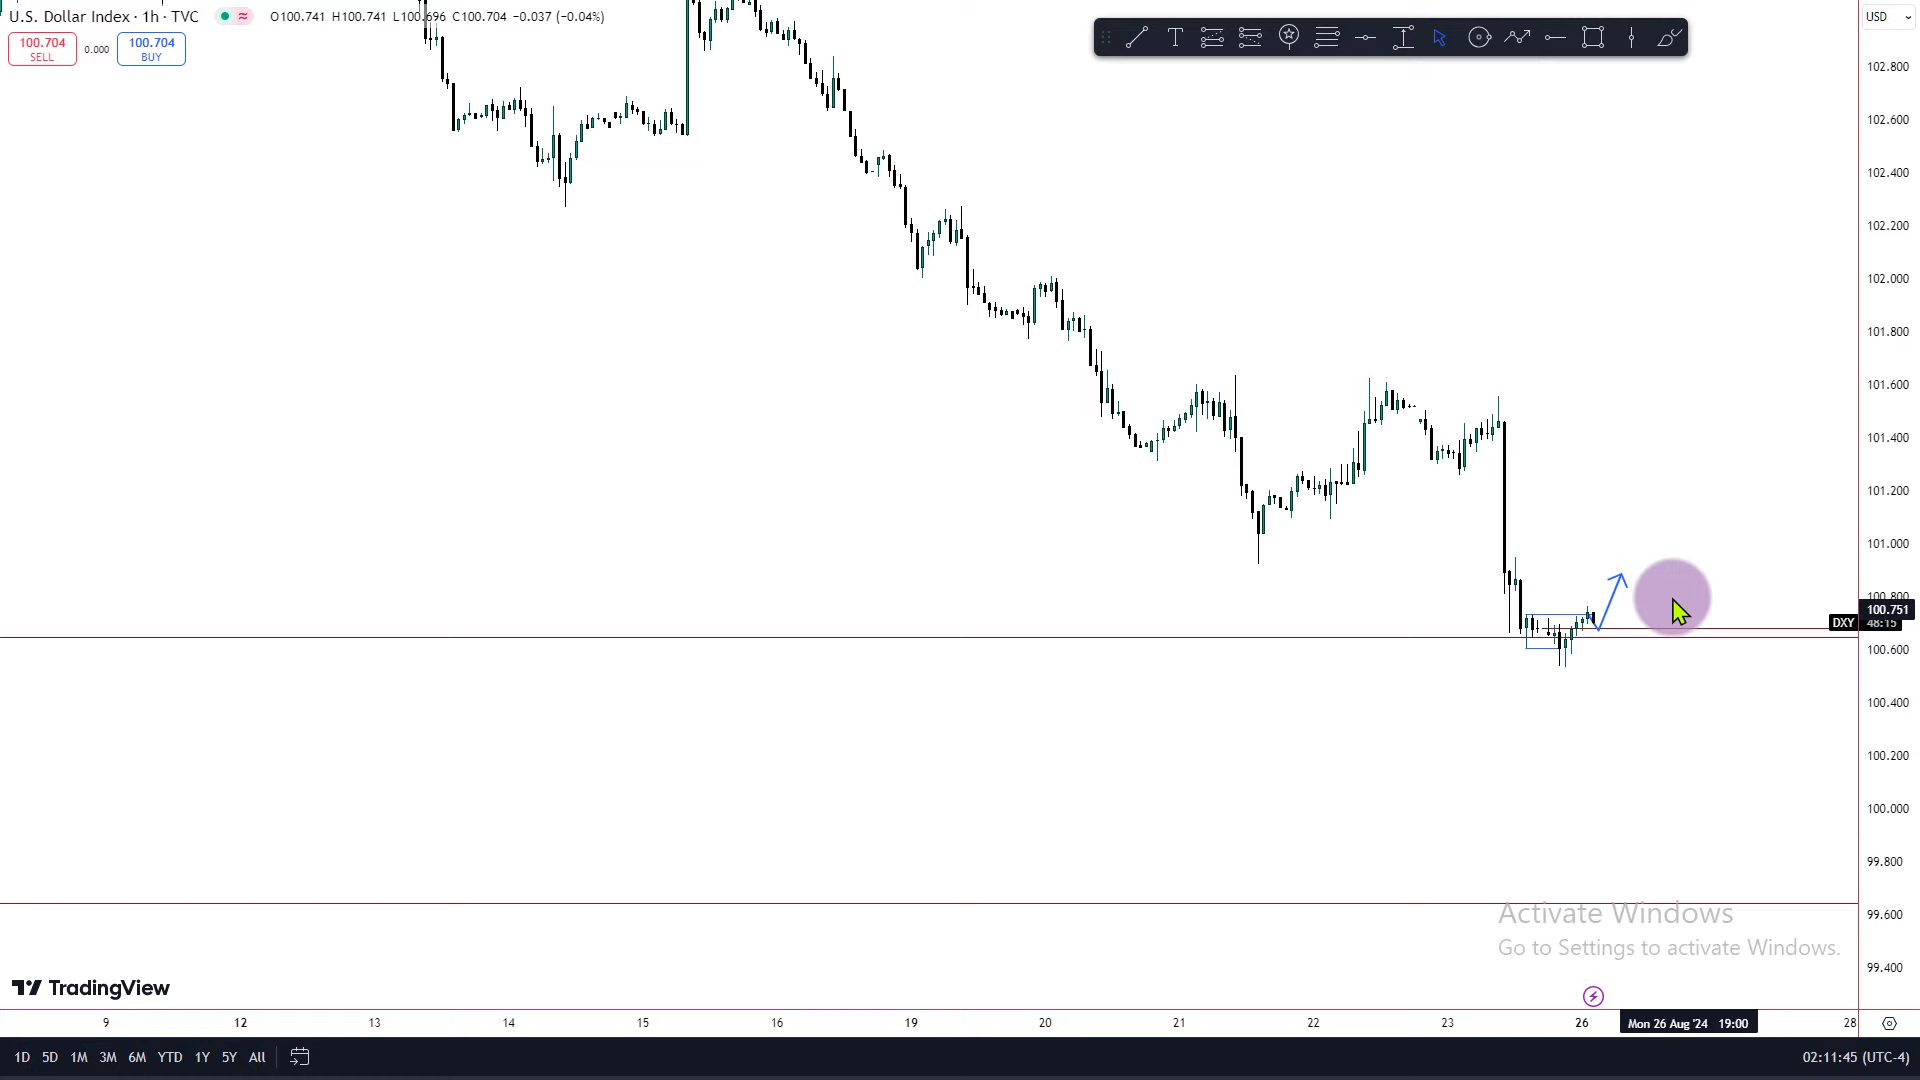 U.S. Dollar Index · 1h · TVC O100.741 H100.741 L100.696 C100.704 −0.037 (−0.04%)
USD
100.704
SELL
0.000
100.704
BUY
102.800
102.600
102.400
102.200
102.000
101.800
101.600
101.400
101.200
101.000
100.800
100.751
DXY 48:15
100.600
100.400
100.200
100.000
99.800
99.600
99.400
Activate Windows
Go to Settings to activate Windows.
TradingView
9 12 13 14 15 16 19 20 21 22 23 26 Mon 26 Aug '24 19:00 28
1D 5D 1M 3M 6M YTD 1Y 5Y All 02:11:45 (UTC-4)